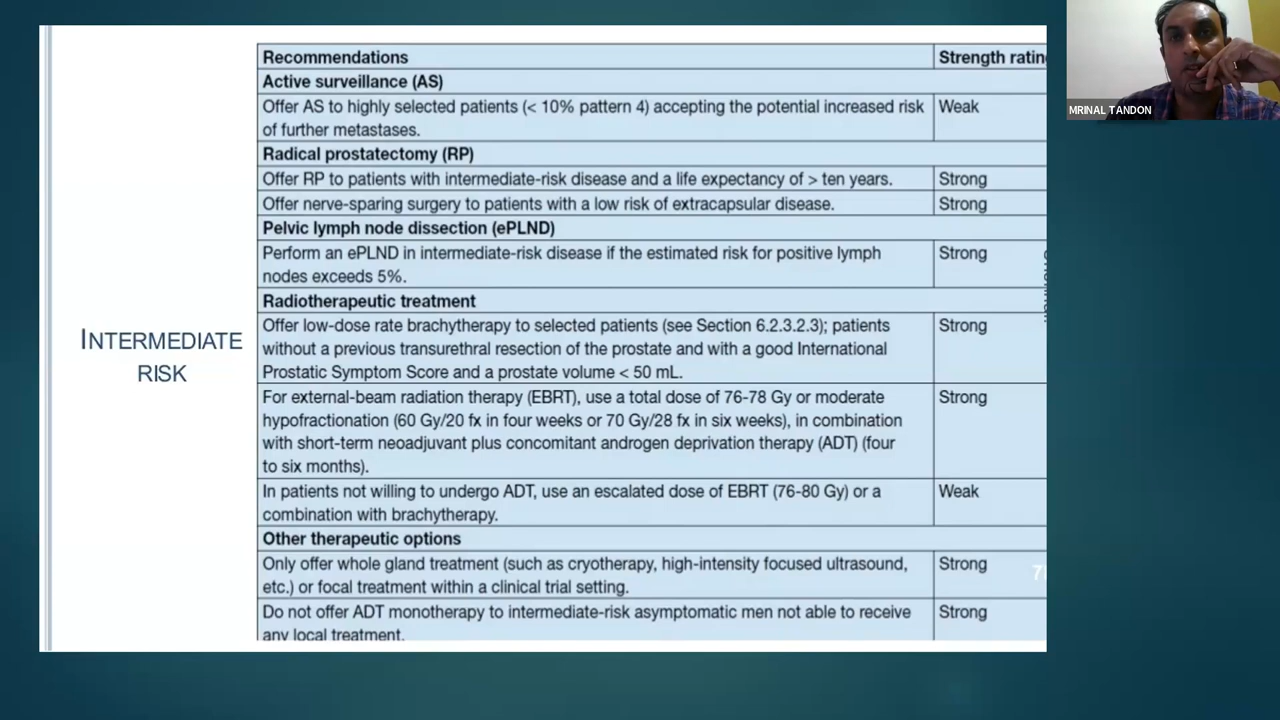 Recommendations Strength rating
Active surveillance (AS)
Offer AS to highly selected patients (< 10% pattern 4) accepting the potential increased risk Weak
of further metastases.
Radical prostatectomy (RP)
Offer RP to patients with intermediate-risk disease and a life expectancy of > ten years. Strong
Offer nerve-sparing surgery to patients with a low risk of extracapsular disease. Strong
Pelvic lymph node dissection (ePLND)
Perform an ePLND in intermediate-risk disease if the estimated risk for positive lymph Strong
nodes exceeds 5%.
Radiotherapeutic treatment
Offer low-dose rate brachytherapy to selected patients (see Section 6.2.3.2.3); patients Strong
without a previous transurethral resection of the prostate and with a good International
Prostatic Symptom Score and a prostate volume < 50 mL.
For external-beam radiation therapy (EBRT), use a total dose of 76-78 Gy or moderate Strong
hypofractionation (60 Gy/20 fx in four weeks or 70 Gy/28 fx in six weeks), in combination
with short-term neoadjuvant plus concomitant androgen deprivation therapy (ADT) (four
to six months).
In patients not willing to undergo ADT, use an escalated dose of EBRT (76-80 Gy) or a Weak
combination with brachytherapy.
Other therapeutic options
Only offer whole gland treatment (such as cryotherapy, high-intensity focused ultrasound, Strong
etc.) or focal treatment within a clinical trial setting.
Do not offer ADT monotherapy to intermediate-risk asymptomatic men not able to receive Strong
any local treatment.
INTERMEDIATE
RISK
MRINAL TANDON